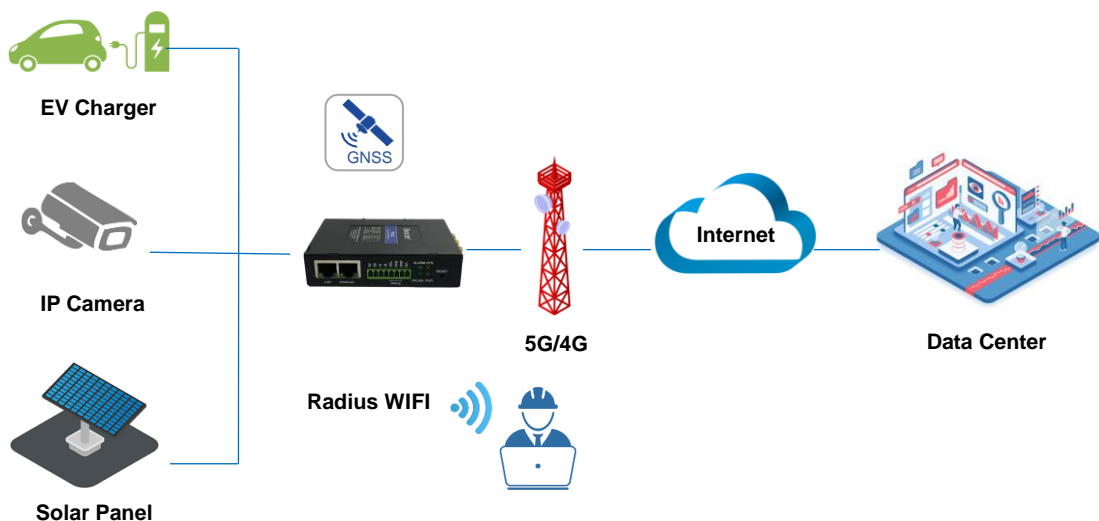 EV Charger
GNSS
IP Camera
Internet
5G/4G
Data Center
Radius WIFI
Solar Panel